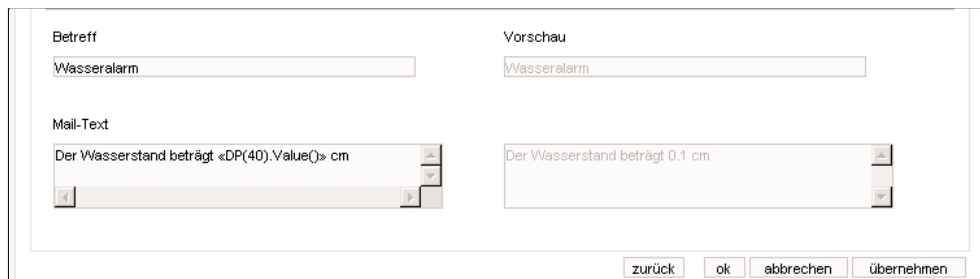 Betreff
Vorschau
Wasseralarm
Wasseralarm
Mail-Text
Der Wasserstand beträgt «DP(40).Value()» cm
Der Wasserstand beträgt 0.1 cm
zurück
ok
abbrechen
übernehmen